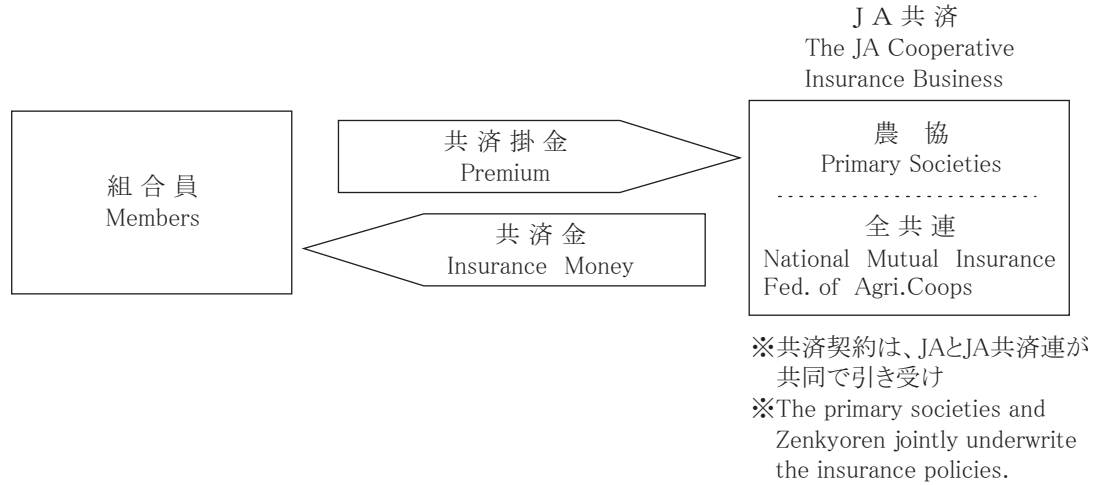 JA共済
The JA Cooperative
Insurance Business
組合員
Members
共済掛金
Premium
共済金
Insurance Money
農協
Primary Societies
全共連
National Mutual Insurance
Fed. of Agri.Coops
※共済契約は、JAとJA共済連が
共同で引き受け
※The primary societies and
Zenkyoren jointly underwrite
the insurance policies.